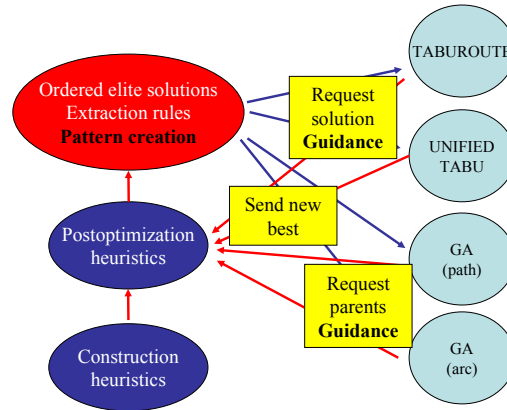 Ordered elite solutions
Extraction rules
Pattern creation
Postoptimization
heuristics
Construction
heuristics
Request
solution
Guidance
Send new
best
Request
parents
Guidance
TABUROUTE
UNIFIED
TABU
GA
(path)
GA
(arc)